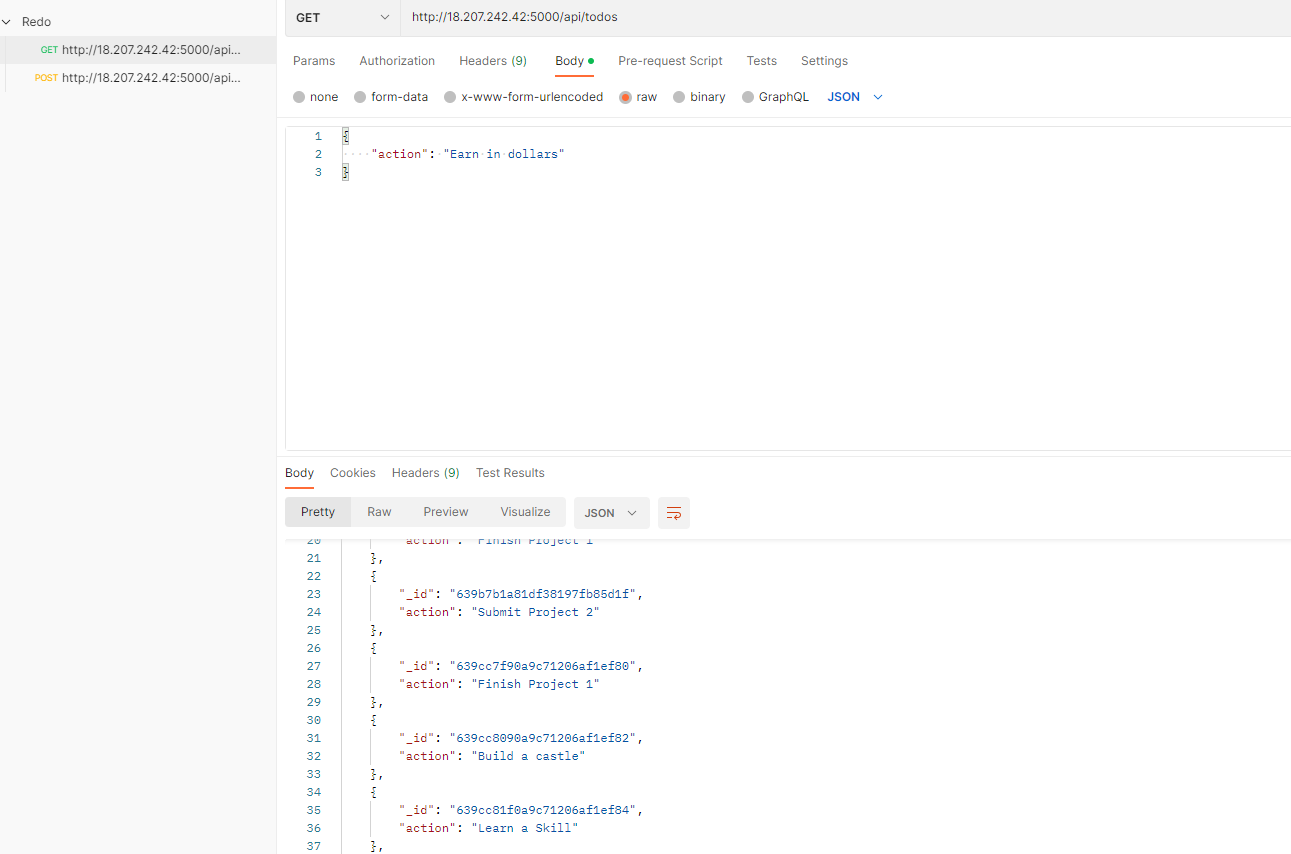 Redo
GET http://18.207.242.42:5000/api...
POST http://18.207.242.42:5000/api...
GET http://18.207.242.42:5000/api/todos
Params Authorization Headers (9) Body Pre-request Script Tests Settings
none form-data x-www-form-urlencoded raw binary GraphQL JSON
1 {
2 "action": "Earn in dollars"
3 }
Body Cookies Headers (9) Test Results
Pretty Raw Preview Visualize JSON
20 "action": "Finish Project 1"
21 },
22 {
23 "_id": "639b7b1a81df38197fb85d1f",
24 "action": "Submit Project 2"
25 },
26 {
27 "_id": "639cc7f90a9c71206af1ef80",
28 "action": "Finish Project 1"
29 },
30 {
31 "_id": "639cc8090a9c71206af1ef82",
32 "action": "Build a castle"
33 },
34 {
35 "_id": "639cc81f0a9c71206af1ef84",
36 "action": "Learn a Skill"
37 },